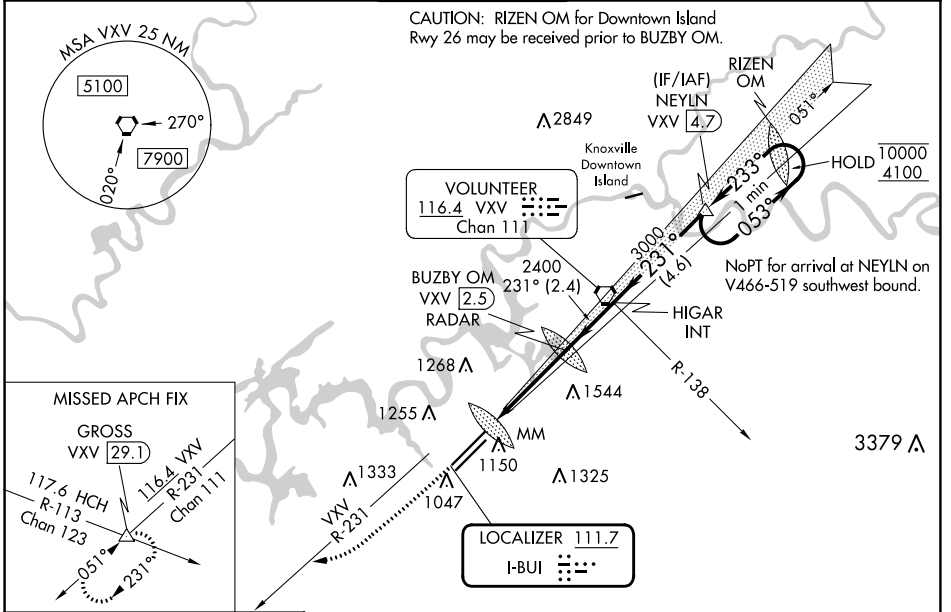 CAUTION: RIZEN OM for Downtown Island
Rwy 26 may be received prior to BUZBY OM.
MSA VXV 25 NM
5100
270°
7900
020°
RIZEN
OM
(IF/IAF)
NEYLN
VXV 4.7
051°
2849
Knoxville
Downtown
Island
HOLD 10000
4100
233°
1 min
053°
VOLUNTEER
116.4 VXV
Chan 111
3000
231°
(4.6)
NoPT for arrival at NEYLN on
V466-519 southwest bound.
2400
231° (2.4)
BUZBY OM
VXV 2.5
RADAR
HIGAR
INT
R-138
1268
1544
1255
MM
1150
3379
1333
1047
1325
VXV
R-231
LOCALIZER 111.7
I-BUI
MISSED APCH FIX
GROSS
VXV 29.1
116.4 VXV
R-231
Chan 111
117.6 HCH
R-113
Chan 123
051°
231°